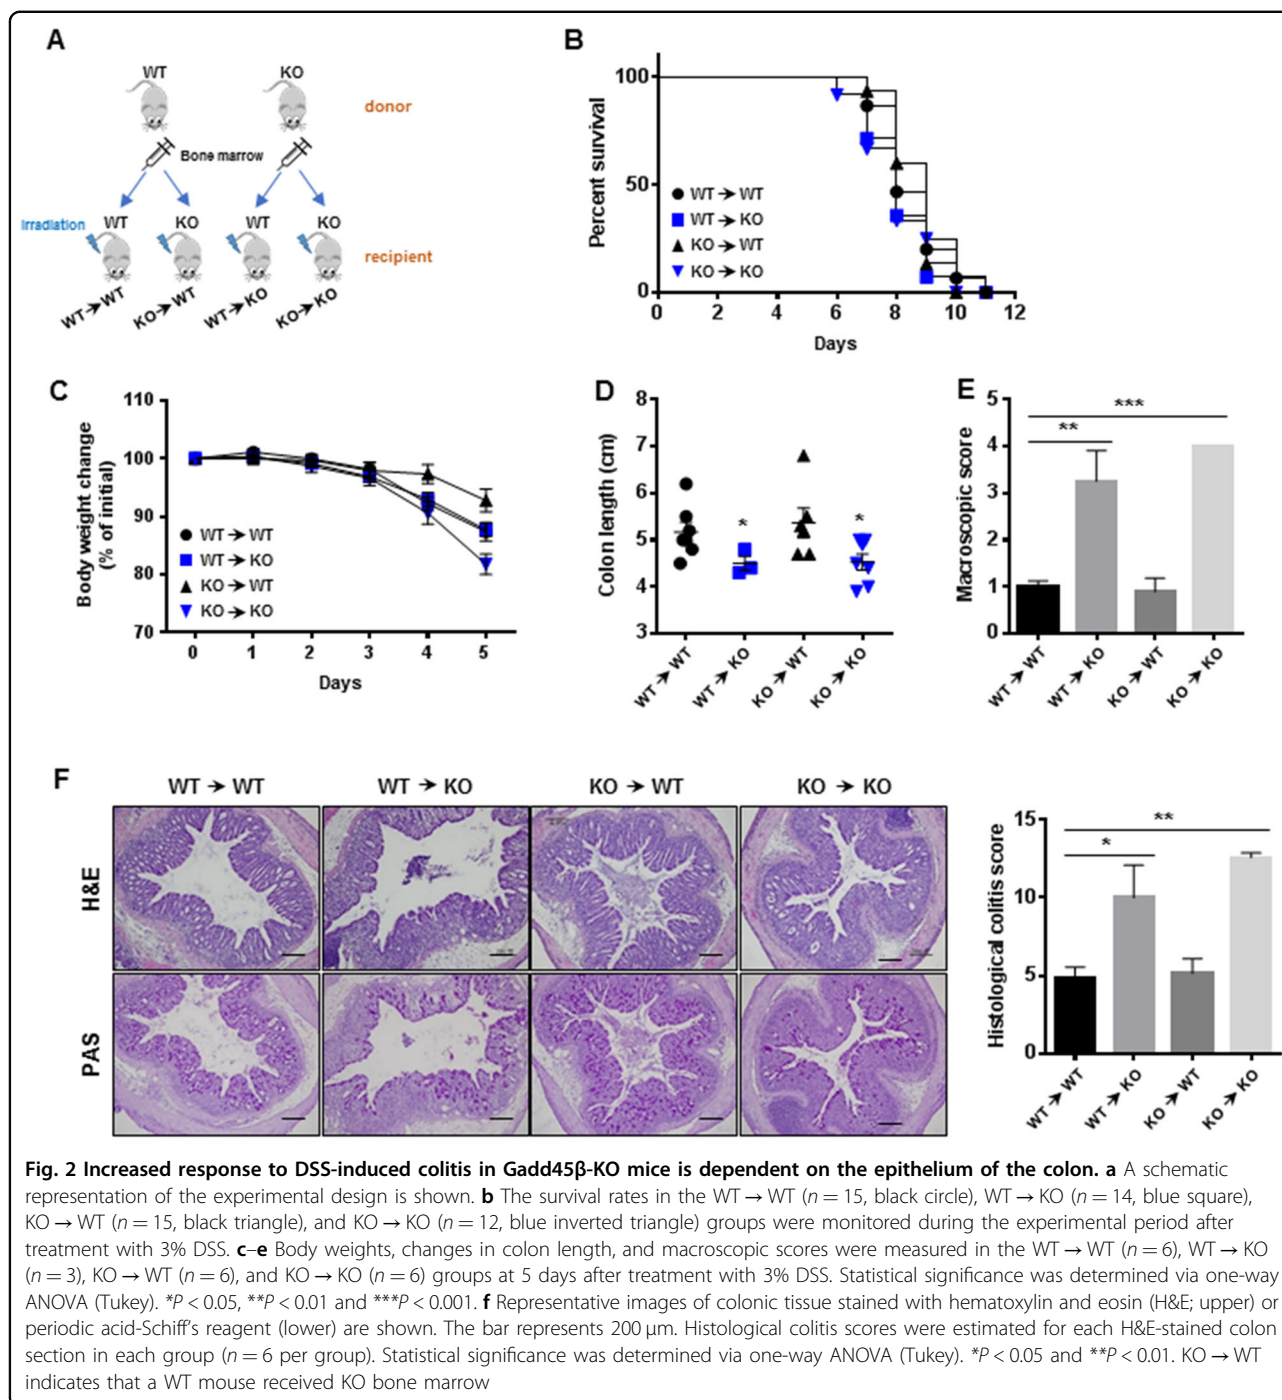 A
WT
KO
donor
Bone marrow
Irradiation
WT
KO
WT
KO
recipient
WT → WT
KO → WT
WT → KO
KO → KO
B
Percent survival
100
50
0
WT → WT
WT → KO
KO → WT
KO → KO
0
2
4
6
8
10
12
Days
C
Body weight change
(% of initial)
110
100
90
80
70
WT → WT
WT → KO
KO → WT
KO → KO
0
1
2
3
4
5
Days
D
Colon length (cm)
8
7
6
5
4
3
*
*
WT → WT
WT → KO
KO → WT
KO → KO
E
Macroscopic score
5
4
3
2
1
0
***
**
WT → WT
WT → KO
KO → WT
KO → KO
F
WT → WT
WT → KO
KO → WT
KO → KO
H&E
PAS
Histological colitis score
15
10
5
0
**
*
WT → WT
WT → KO
KO → WT
KO → KO
Fig. 2 Increased response to DSS-induced colitis in Gadd45β-KO mice is dependent on the epithelium of the colon. a A schematic
representation of the experimental design is shown. b The survival rates in the WT → WT (n = 15, black circle), WT → KO (n = 14, blue square),
KO → WT (n = 15, black triangle), and KO → KO (n = 12, blue inverted triangle) groups were monitored during the experimental period after
treatment with 3% DSS. c–e Body weights, changes in colon length, and macroscopic scores were measured in the WT → WT (n = 6), WT → KO
(n = 3), KO → WT (n = 6), and KO → KO (n = 6) groups at 5 days after treatment with 3% DSS. Statistical significance was determined via one-way
ANOVA (Tukey). *P < 0.05, **P < 0.01 and ***P < 0.001. f Representative images of colonic tissue stained with hematoxylin and eosin (H&E; upper) or
periodic acid-Schiff's reagent (lower) are shown. The bar represents 200 μm. Histological colitis scores were estimated for each H&E-stained colon
section in each group (n = 6 per group). Statistical significance was determined via one-way ANOVA (Tukey). *P < 0.05 and **P < 0.01. KO → WT
indicates that a WT mouse received KO bone marrow